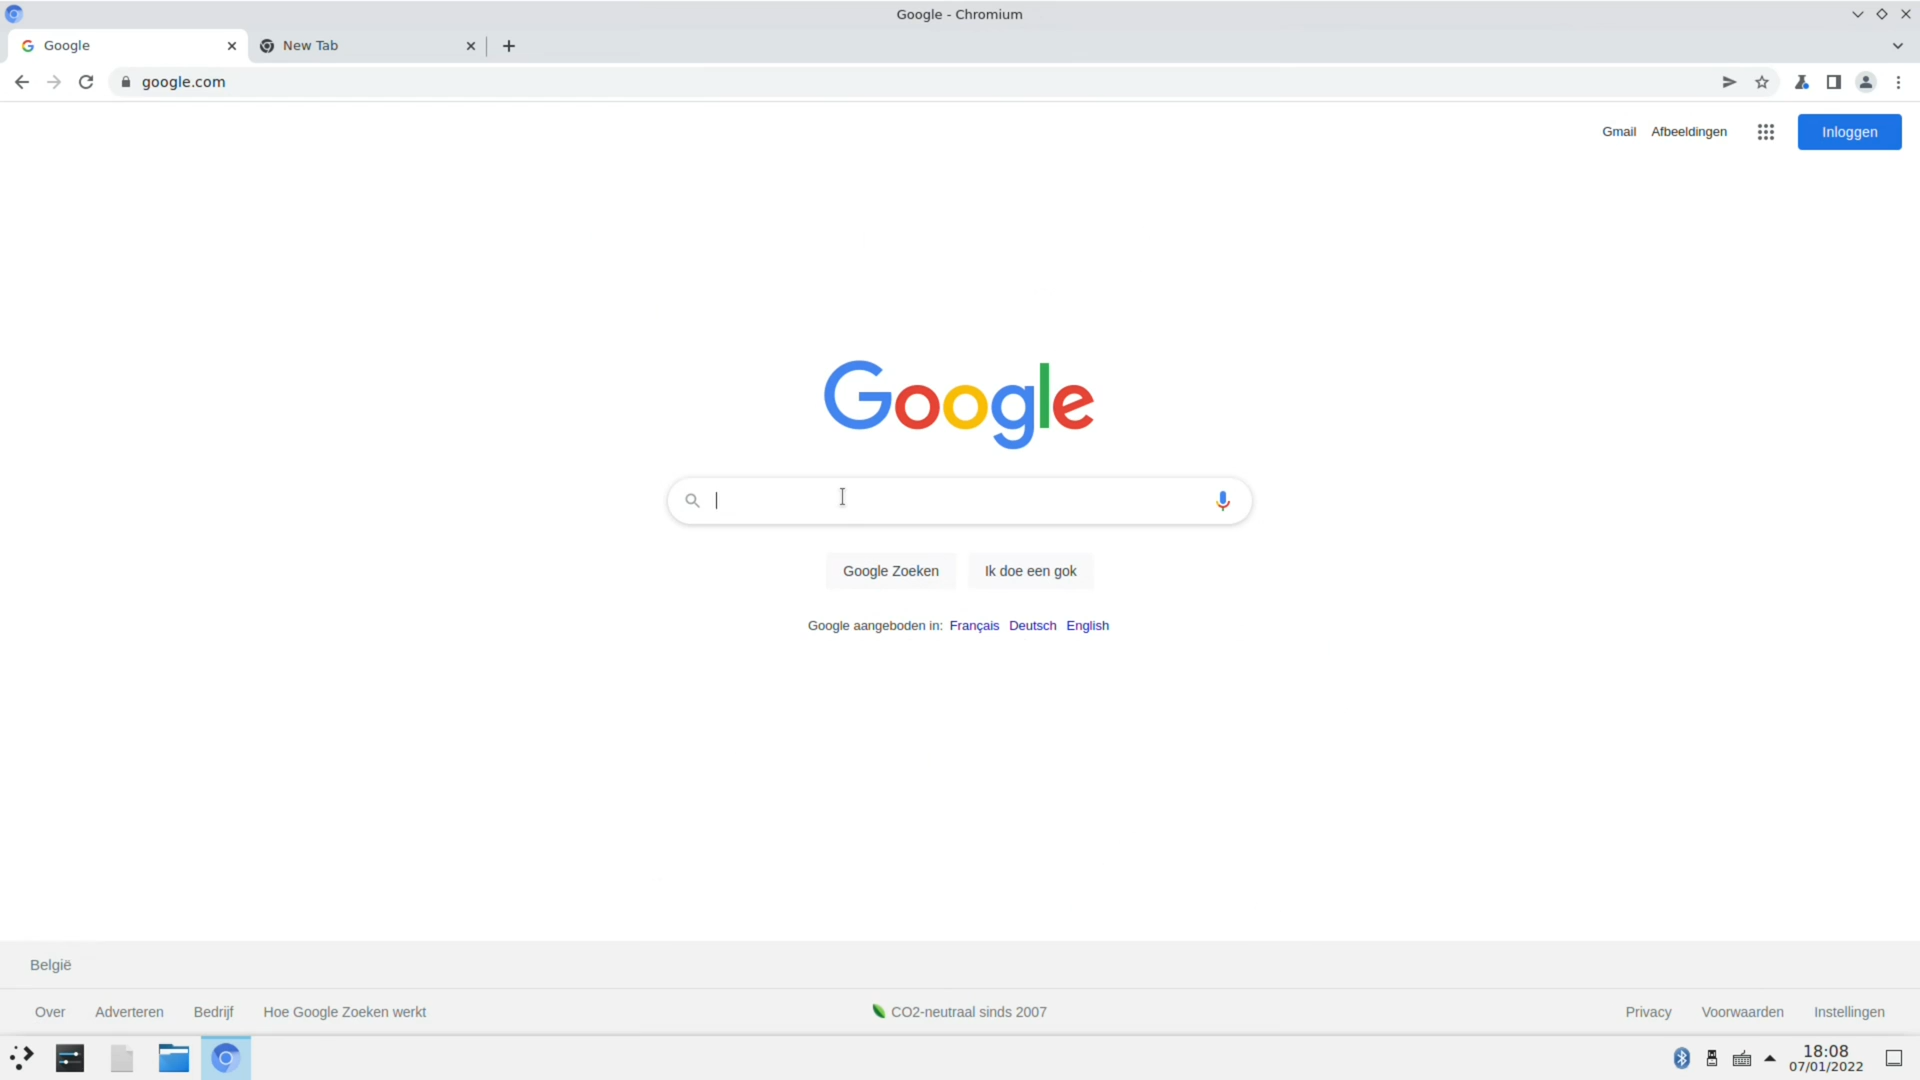 Google - Chromium
Google
New Tab
google.com
Gmail Afbeeldingen Inloggen
Google
Google Zoeken Ik doe een gok
Google aangeboden in: Français Deutsch English
België
Over Adverteren Bedrijf Hoe Google Zoeken werkt CO2-neutraal sinds 2007 Privacy Voorwaarden Instellingen
18:08
07/01/2022